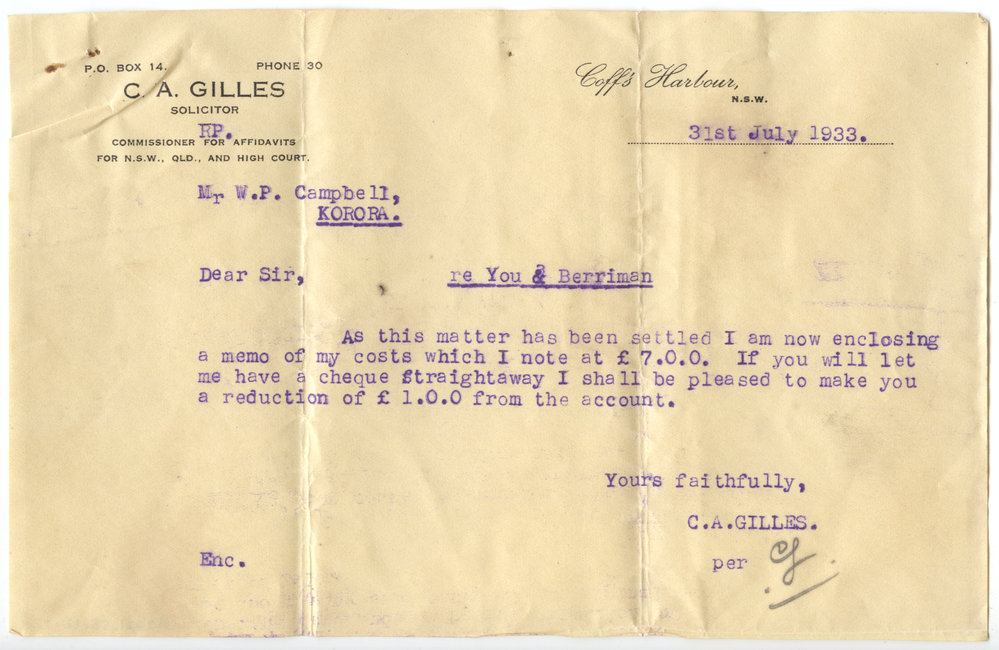 P.O. BOX 14. PHONE 30
C. A. GILLES
SOLICITOR
RP.
COMMISSIONER FOR AFFIDAVITS
FOR N.S.W., QLD., AND HIGH COURT.
Coff's Harbour,
N.S.W.
31st July 1933.
Mr W.P. Campbell,
KORORA.
Dear Sir, re You & Berriman
As this matter has been settled I am now enclosing
a memo of my costs which I note at £ 7.0.0. If you will let
me have a cheque straightaway I shall be pleased to make you
a reduction of £ 1.0.0 from the account.
Yours faithfully,
C.A.GILLES.
Enc. per